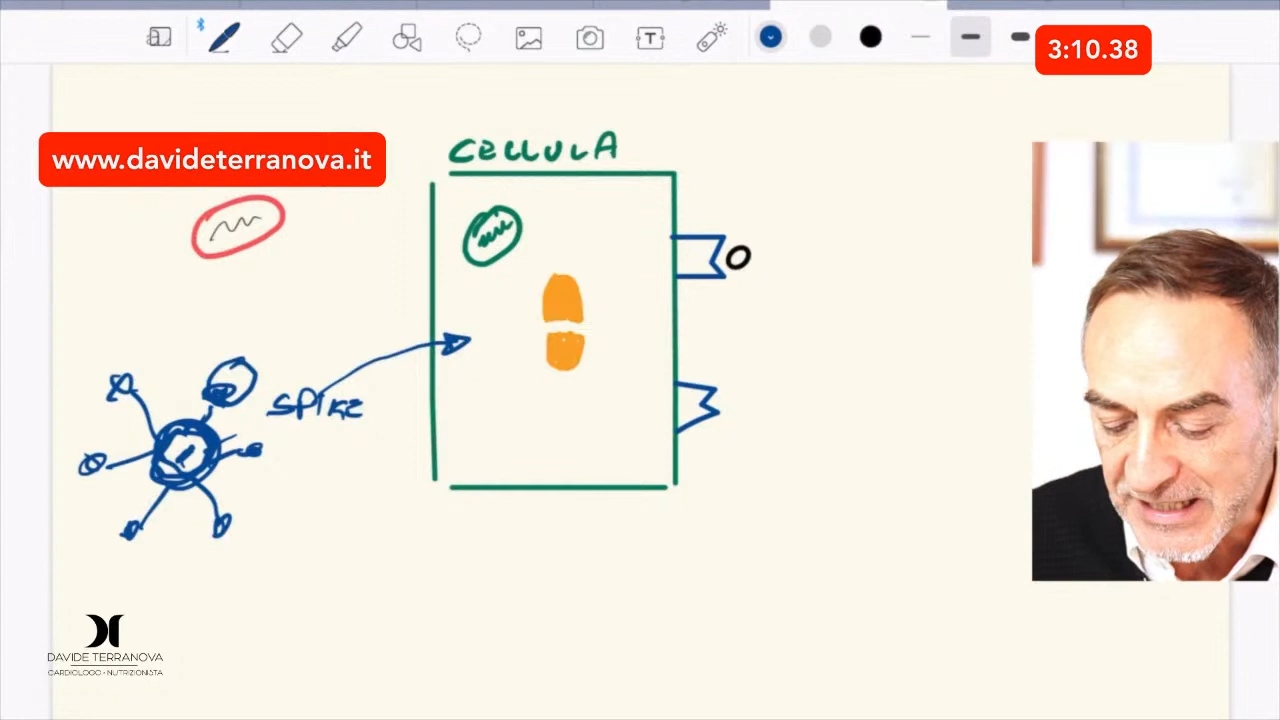 3:10.38
www.davideterranova.it
CELLULA
O
SPIKE
DAVIDE TERRANOVA
CARDIOLOGO • NUTRIZIONISTA